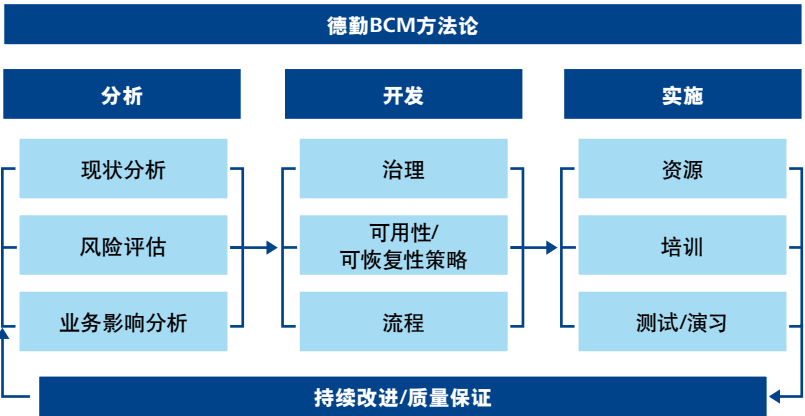 德勤BCM方法论
分析
开发
实施
现状分析
治理
资源
风险评估
可用性/
可恢复性策略
培训
业务影响分析
流程
测试/演习
持续改进/质量保证